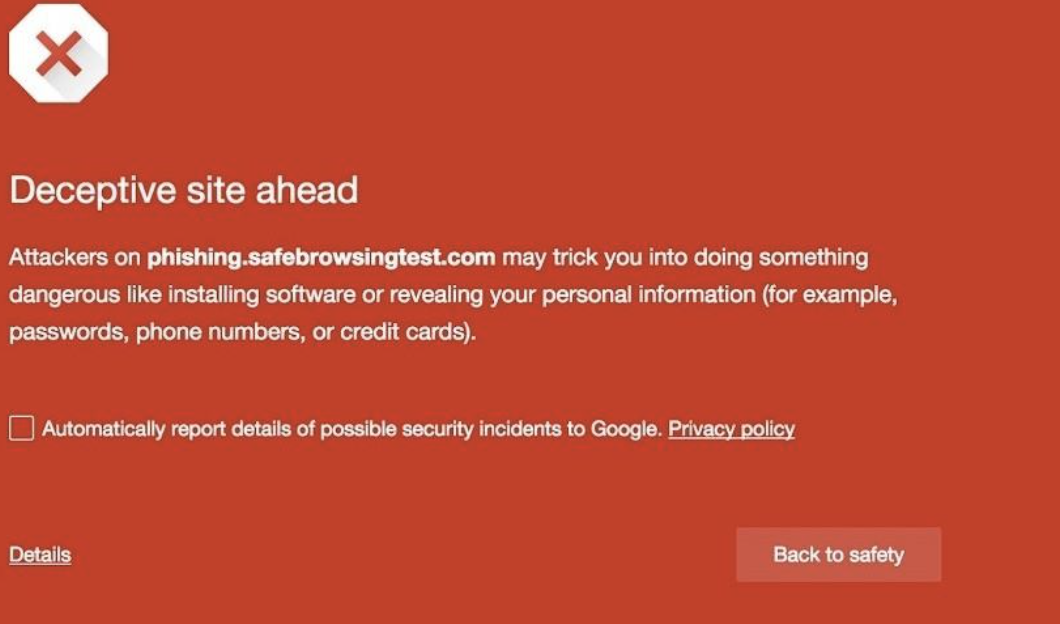 Deceptive site ahead
Attackers on phishing.safebrowsingtest.com may trick you into doing something
dangerous like installing software or revealing your personal information (for example,
passwords, phone numbers, or credit cards).
Automatically report details of possible security incidents to Google. Privacy policy
Details
Back to safety